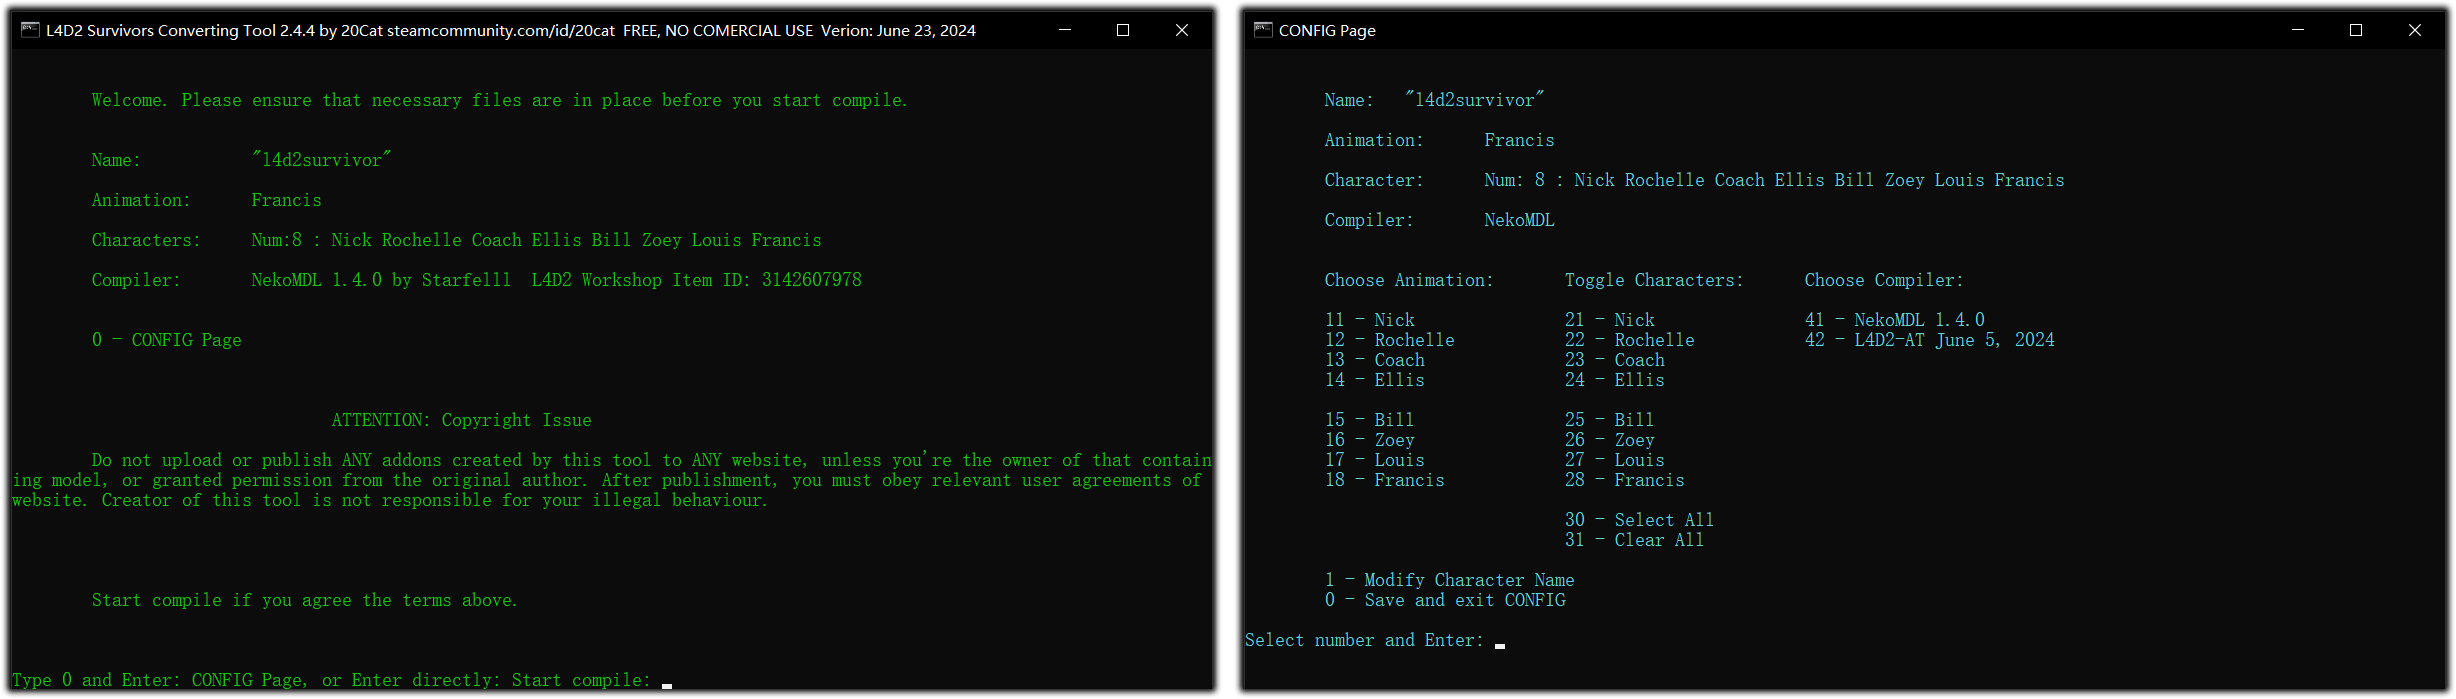 L4D2 Survivors Converting Tool 2.4.4 by 20Cat steamcommunity.com/id/20cat  FREE, NO COMERCIAL USE  Verion: June 23, 2024
Welcome. Please ensure that necessary files are in place before you start compile.
Name: "l4d2survivor"
Animation: Francis
Characters: Num:8 : Nick Rochelle Coach Ellis Bill Zoey Louis Francis
Compiler: NekoMDL 1.4.0 by Starfelll  L4D2 Workshop Item ID: 3142607978
0 - CONFIG Page
ATTENTION: Copyright Issue
Do not upload or publish ANY addons created by this tool to ANY website, unless you're the owner of that contain
ing model, or granted permission from the original author. After publishment, you must obey relevant user agreements of
website. Creator of this tool is not responsible for your illegal behaviour.
Start compile if you agree the terms above.
Type 0 and Enter: CONFIG Page, or Enter directly: Start compile:
CONFIG Page
Name: "l4d2survivor"
Animation: Francis
Character: Num: 8 : Nick Rochelle Coach Ellis Bill Zoey Louis Francis
Compiler: NekoMDL
Choose Animation: Toggle Characters: Choose Compiler:
11 - Nick 21 - Nick 41 - NekoMDL 1.4.0
12 - Rochelle 22 - Rochelle 42 - L4D2-AT June 5, 2024
13 - Coach 23 - Coach
14 - Ellis 24 - Ellis
15 - Bill 25 - Bill
16 - Zoey 26 - Zoey
17 - Louis 27 - Louis
18 - Francis 28 - Francis
30 - Select All
31 - Clear All
1 - Modify Character Name
0 - Save and exit CONFIG
Select number and Enter: